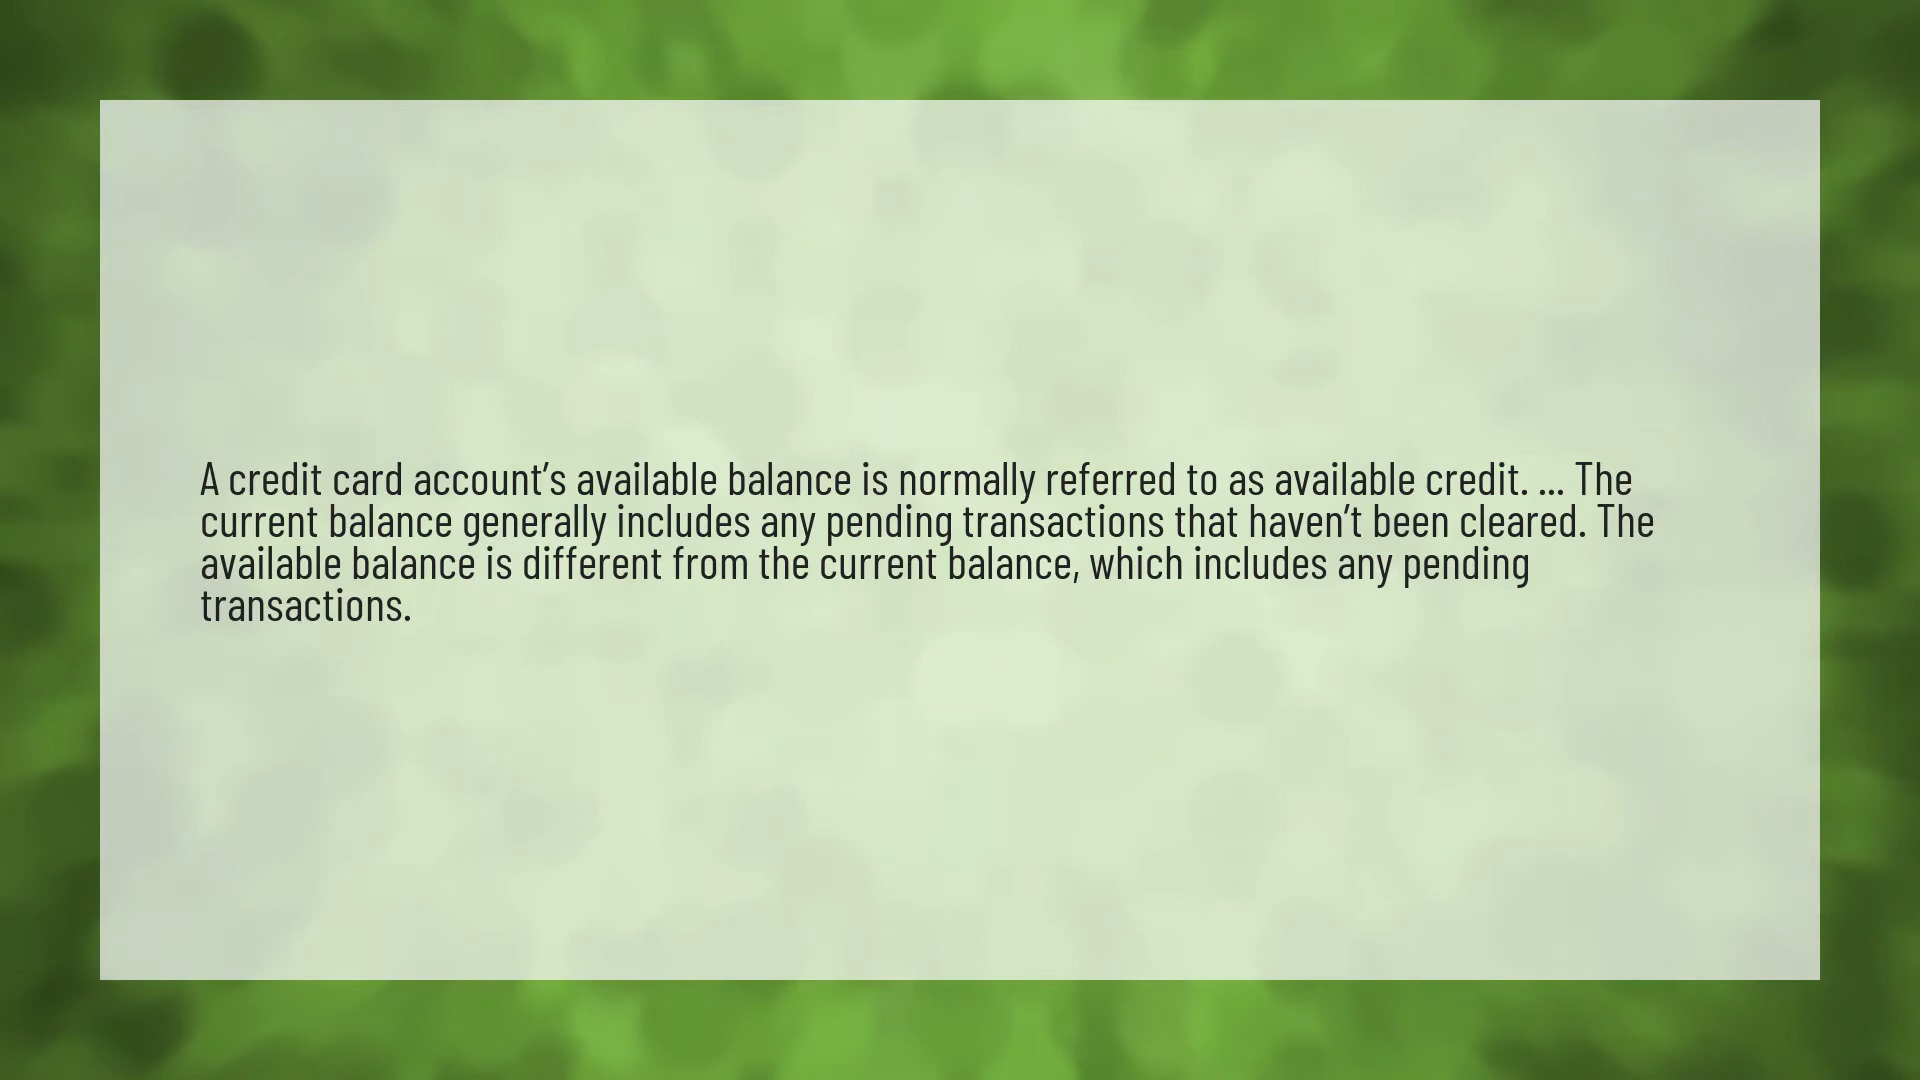 A credit card account’s available balance is normally referred to as available credit. ... The
current balance generally includes any pending transactions that haven’t been cleared. The
available balance is different from the current balance, which includes any pending
transactions.